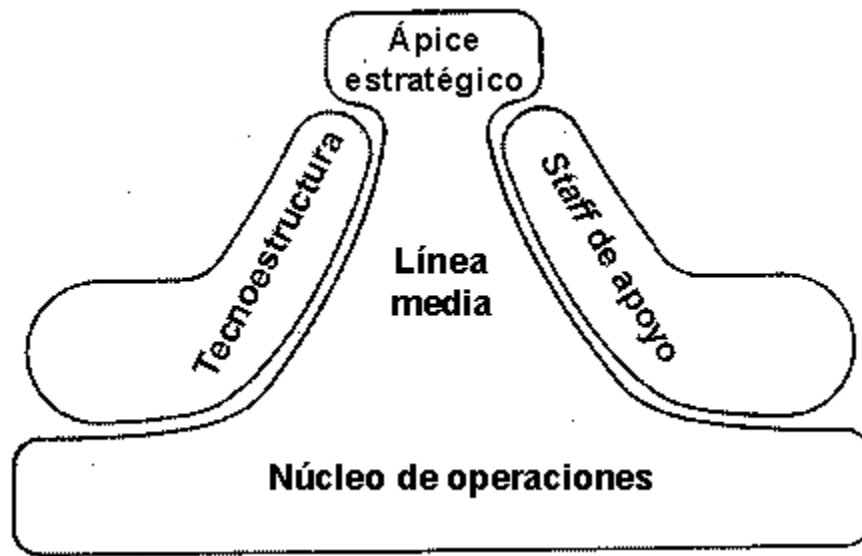 Ápice
estratégico
Tecnoestructura
Staff de apoyo
Línea
media
Núcleo de operaciones